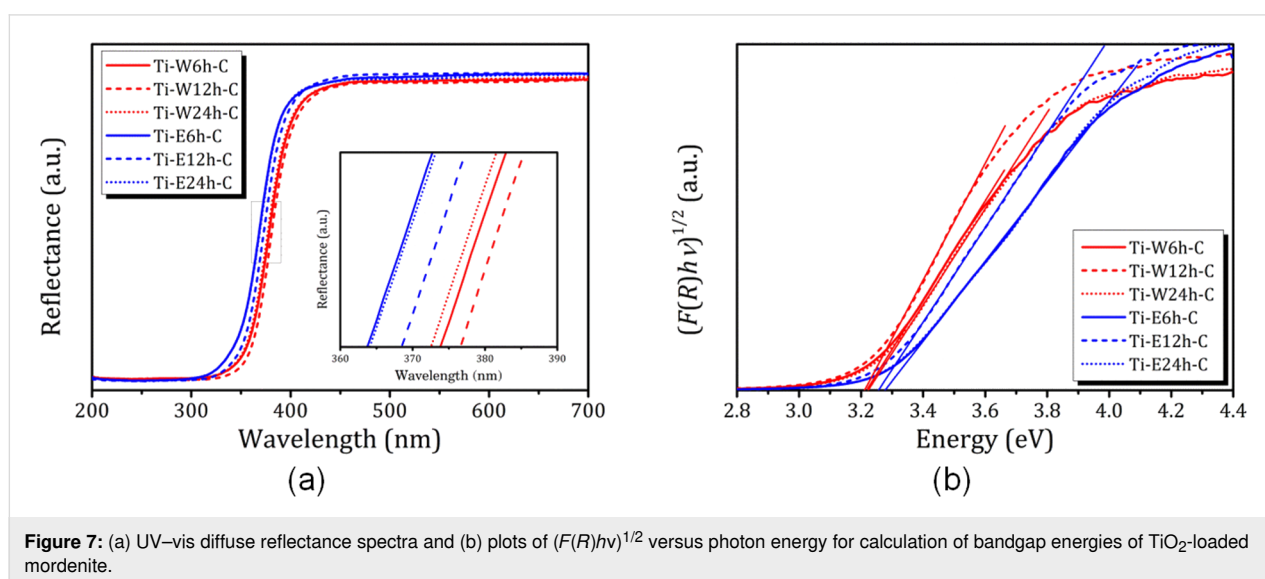 Reflectance (a.u.)
Ti-W6h-C
Ti-W12h-C
Ti-W24h-C
Ti-E6h-C
Ti-E12h-C
Ti-E24h-C
Reflectance (a.u.)
360 370 380 390
Wavelength (nm)
200 300 400 500 600 700
Wavelength (nm)
(a)
(F(R)hν)1/2 (a.u.)
Ti-W6h-C
Ti-W12h-C
Ti-W24h-C
Ti-E6h-C
Ti-E12h-C
Ti-E24h-C
2.8 3.0 3.2 3.4 3.6 3.8 4.0 4.2 4.4
Energy (eV)
(b)
Figure 7: (a) UV–vis diffuse reflectance spectra and (b) plots of (F(R)hν)1/2 versus photon energy for calculation of bandgap energies of TiO2-loaded
mordenite.